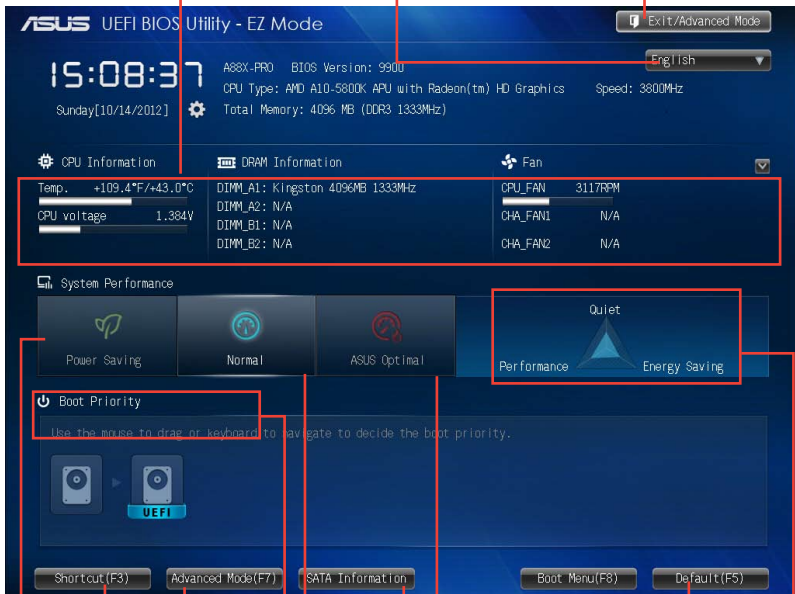 ASUS UEFI BIOS Utility - EZ Mode
Exit/Advanced Mode
English
15:08:37
Sunday[10/14/2012]
A88X-PRO BIOS Version: 9900
CPU Type: AMD A10-5800K APU with Radeon(tm) HD Graphics Speed: 3800MHz
Total Memory: 4096 MB (DDR3 1333MHz)
CPU Information
Temp. +109.4°F/+43.0°C
CPU voltage 1.384V
DRAM Information
DIMM_A1: Kingston 4096MB 1333MHz
DIMM_A2: N/A
DIMM_B1: N/A
DIMM_B2: N/A
Fan
CPU_FAN 3117RPM
CHA_FAN1 N/A
CHA_FAN2 N/A
System Performance
Power Saving
Normal
ASUS Optimal
Quiet
Performance
Energy Saving
Boot Priority
Use the mouse to drag or keyboard to navigate to decide the boot priority.
UEFI
Shortcut(F3)
Advanced Mode(F7)
SATA Information
Boot Menu(F8)
Default(F5)